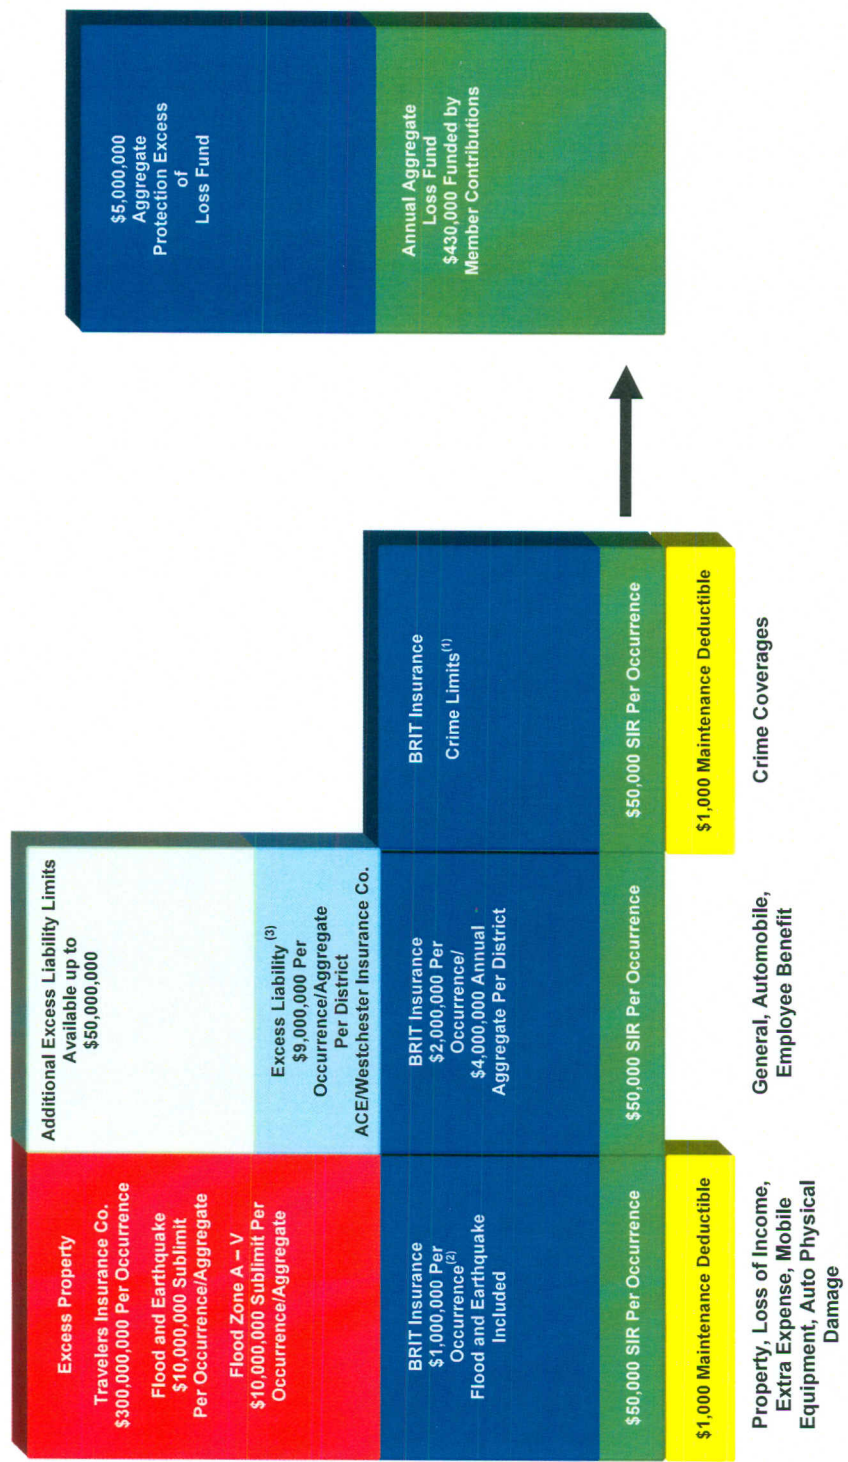 Excess Property
Travelers Insurance Co.
$300,000,000 Per Occurrence
Flood and Earthquake
$10,000,000 Sublimit
Per Occurrence/Aggregate
Flood Zone A – V
$10,000,000 Sublimit Per
Occurrence/Aggregate
BRIT Insurance
$1,000,000 Per
Occurrence(2)
Flood and Earthquake
Included
$50,000 SIR Per Occurrence
$1,000 Maintenance Deductible
Property, Loss of Income,
Extra Expense, Mobile
Equipment, Auto Physical
Damage
Additional Excess Liability Limits
Available up to
$50,000,000
Excess Liability (3)
$9,000,000 Per
Occurrence/Aggregate
Per District
ACE/Westchester Insurance Co.
BRIT Insurance
$2,000,000 Per
Occurrence/
$4,000,000 Annual
Aggregate Per District
$50,000 SIR Per Occurrence
General, Automobile,
Employee Benefit
BRIT Insurance
Crime Limits(1)
$50,000 SIR Per Occurrence
$1,000 Maintenance Deductible
Crime Coverages
$5,000,000
Aggregate
Protection Excess
of
Loss Fund
Annual Aggregate
Loss Fund
$430,000 Funded by
Member Contributions